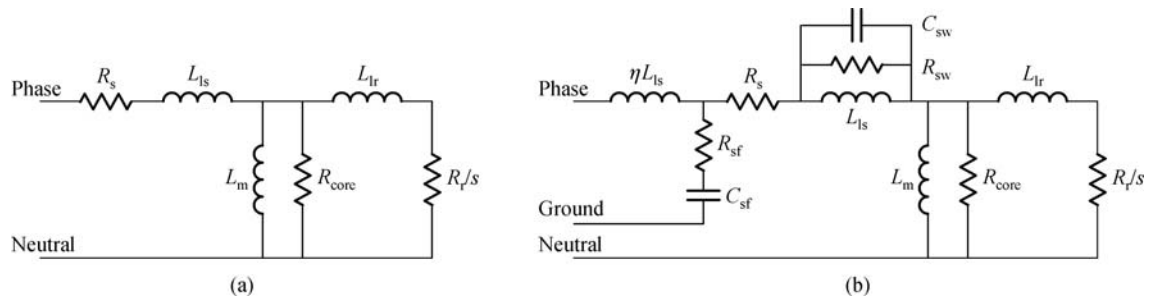 Phase
R_s
L_ls
L_lr
L_m
R_core
R_r/s
Neutral
(a)
C_sw
R_sw
Phase
ηL_ls
R_s
L_ls
L_lr
R_sf
C_sf
L_m
R_core
R_r/s
Ground
Neutral
(b)